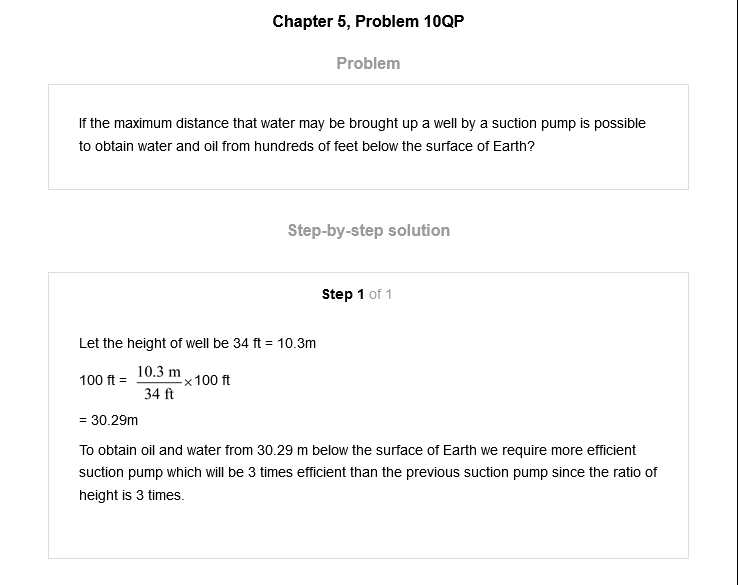 Chapter 5, Problem 10QP
Problem
If the maximum distance that water may be brought up a well by a suction pump is possible
to obtain water and oil from hundreds of feet below the surface of Earth?
Step-by-step solution
Step 1 of 1
Let the height of well be 34 ft = 10.3m
100 ft = 10.3 m / 34 ft × 100 ft
= 30.29m
To obtain oil and water from 30.29 m below the surface of Earth we require more efficient
suction pump which will be 3 times efficient than the previous suction pump since the ratio of
height is 3 times.